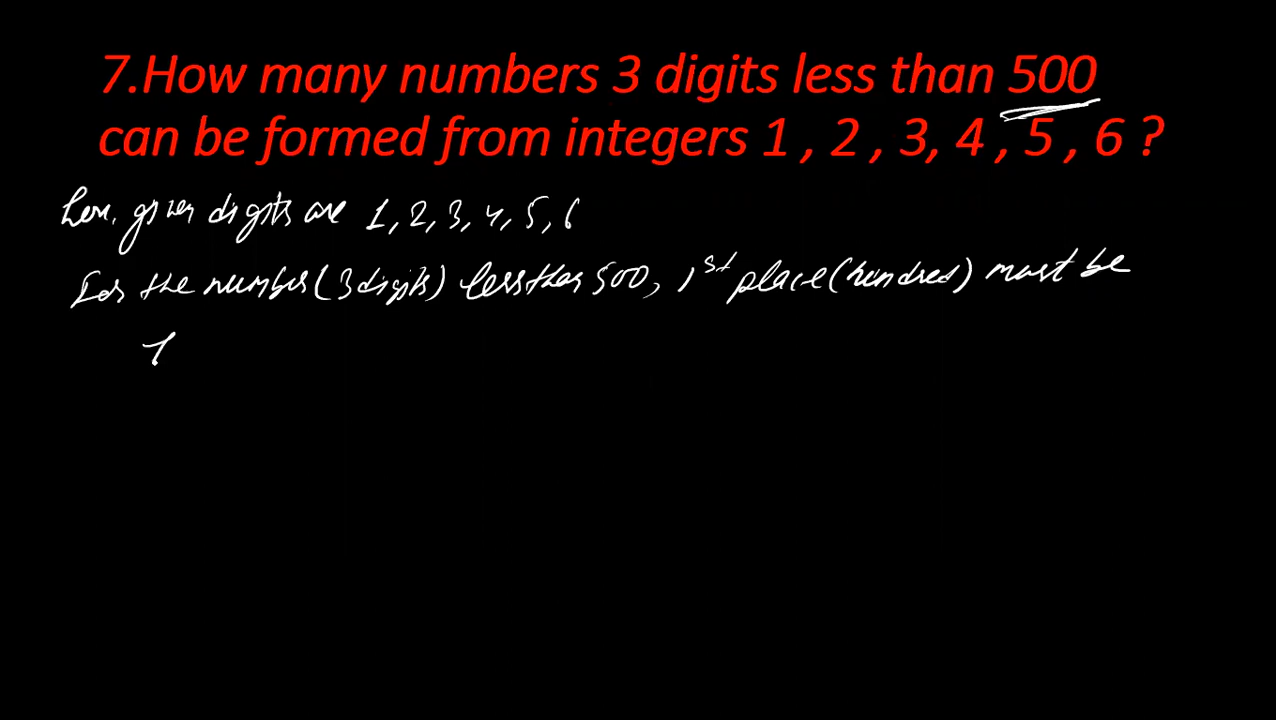 7.How many numbers 3 digits less than 500
can be formed from integers 1 , 2 , 3, 4 , 5 , 6 ?
given digits are 1, 2, 3, 4, 5, 6
For the number (3 digits) less than 500, 1st place (hundred) must be
1